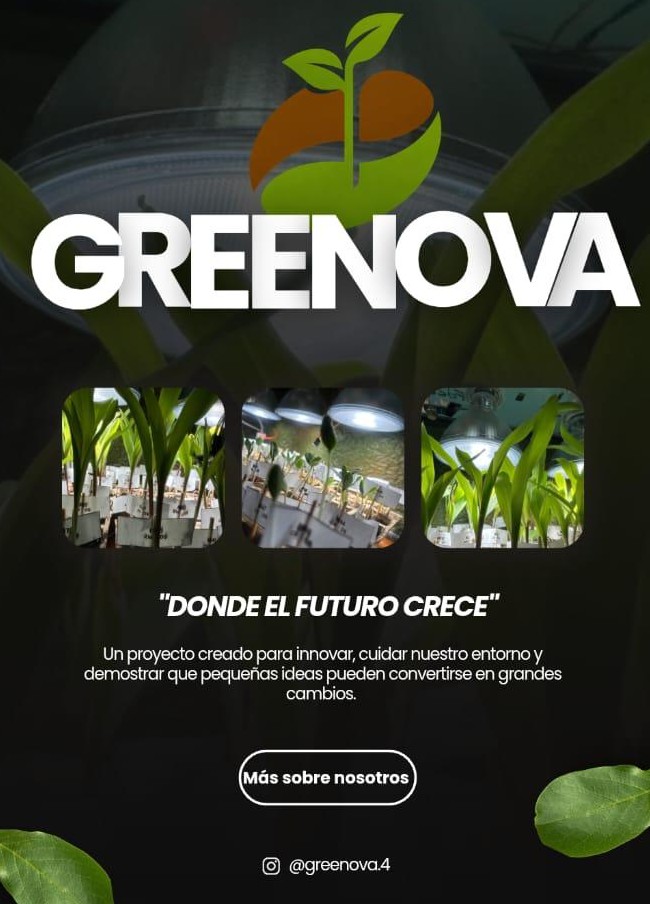 GREENOVA
"DONDE EL FUTURO CRECE"
Un proyecto creado para innovar, cuidar nuestro entorno y
demostrar que pequeñas ideas pueden convertirse en grandes
cambios.
Más sobre nosotros
@greenova.4